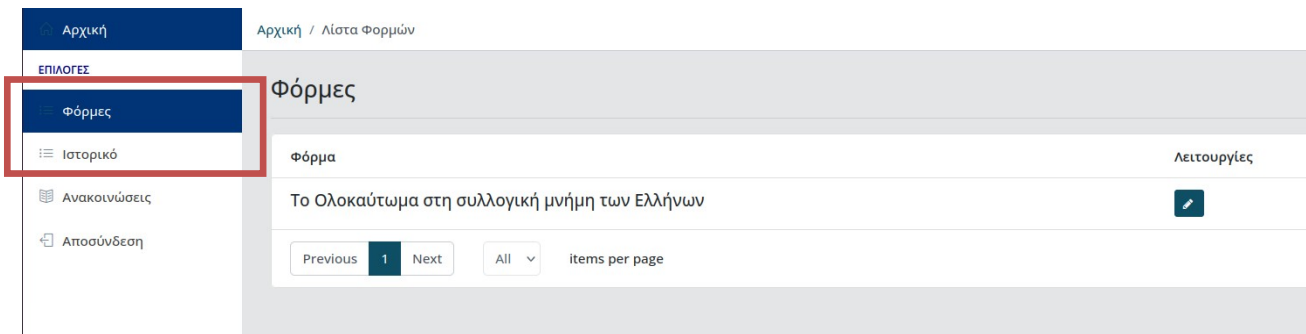 Αρχική
Αρχική / Λίστα Φορμών
ΕΠΙΛΟΓΕΣ
Φόρμες
Ιστορικό
Ανακοινώσεις
Αποσύνδεση
Φόρμες
Φόρμα Λειτουργίες
Το Ολοκαύτωμα στη συλλογική μνήμη των Ελλήνων
Previous 1 Next All items per page